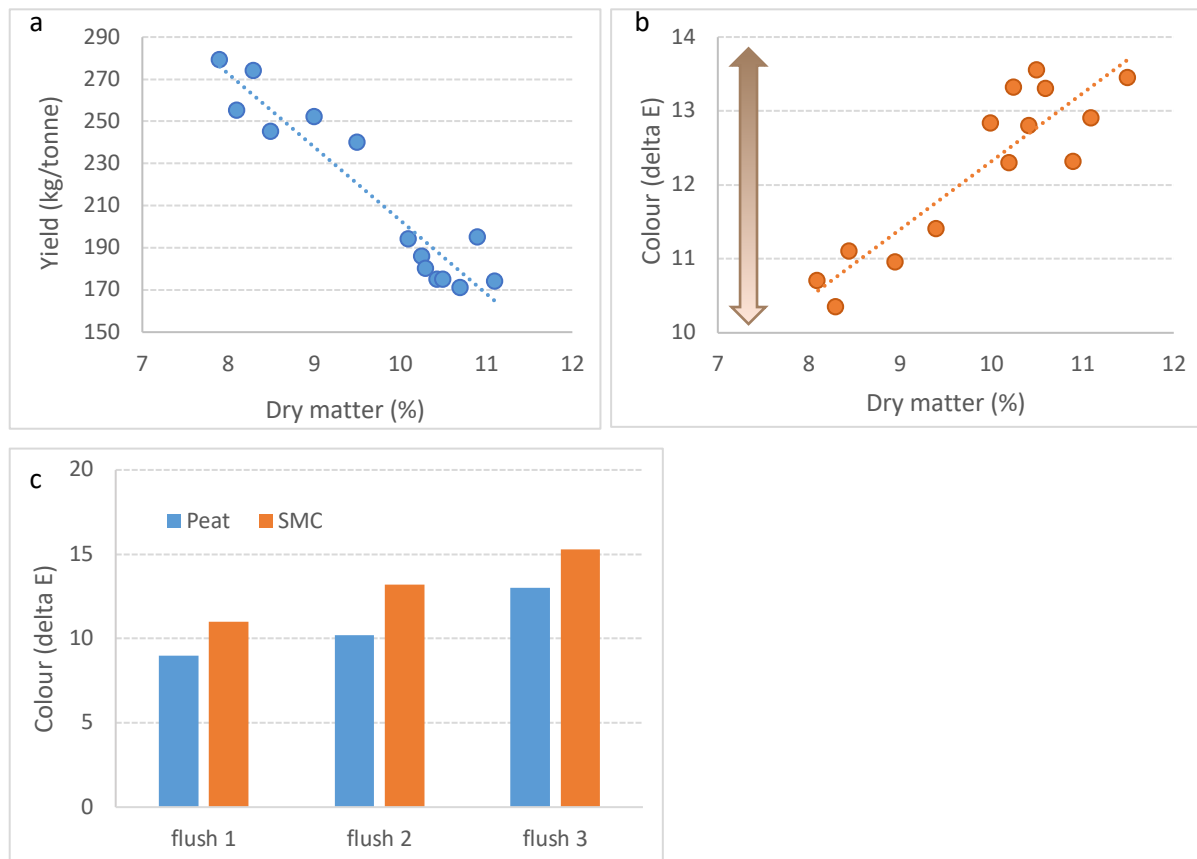 a
290
270
250
230
210
190
170
150
Yield (kg/tonne)
7 8 9 10 11 12
Dry matter (%)
b
14
13
12
11
10
Colour (delta E)
7 8 9 10 11 12
Dry matter (%)
c
20
15
10
5
0
Colour (delta E)
Peat SMC
flush 1 flush 2 flush 3